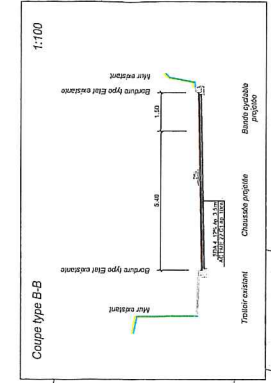 Coupe type B-B
1:100
Mur existant
Bordure type Etat existante
Bordure type Etat existante
Mur existant
5.40
1.50
Trottoir existant
Chaussée projetée
Bande cyclable
projetée